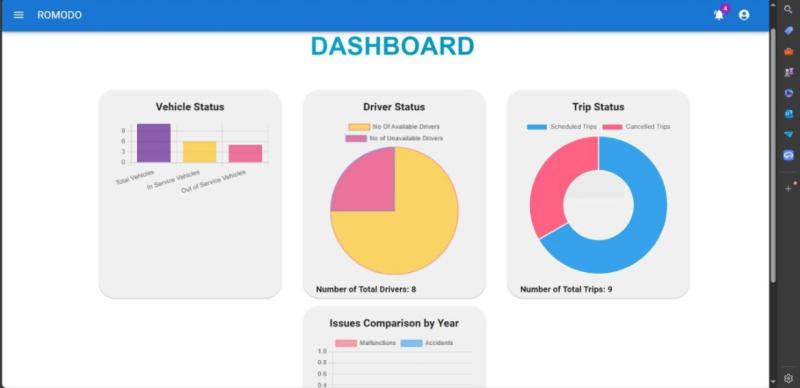 ROMODO
4
DASHBOARD
Vehicle Status
9
6
3
0
Total Vehicles
In Service Vehicles
Out of Service Vehicles
Driver Status
No Of Available Drivers
No of Unavailable Drivers
Number of Total Drivers: 8
Trip Status
Scheduled Trips Cancelled Trips
Number of Total Trips: 9
Issues Comparison by Year
Malfunctions Accidents
1.0
0.8
0.6
0.4